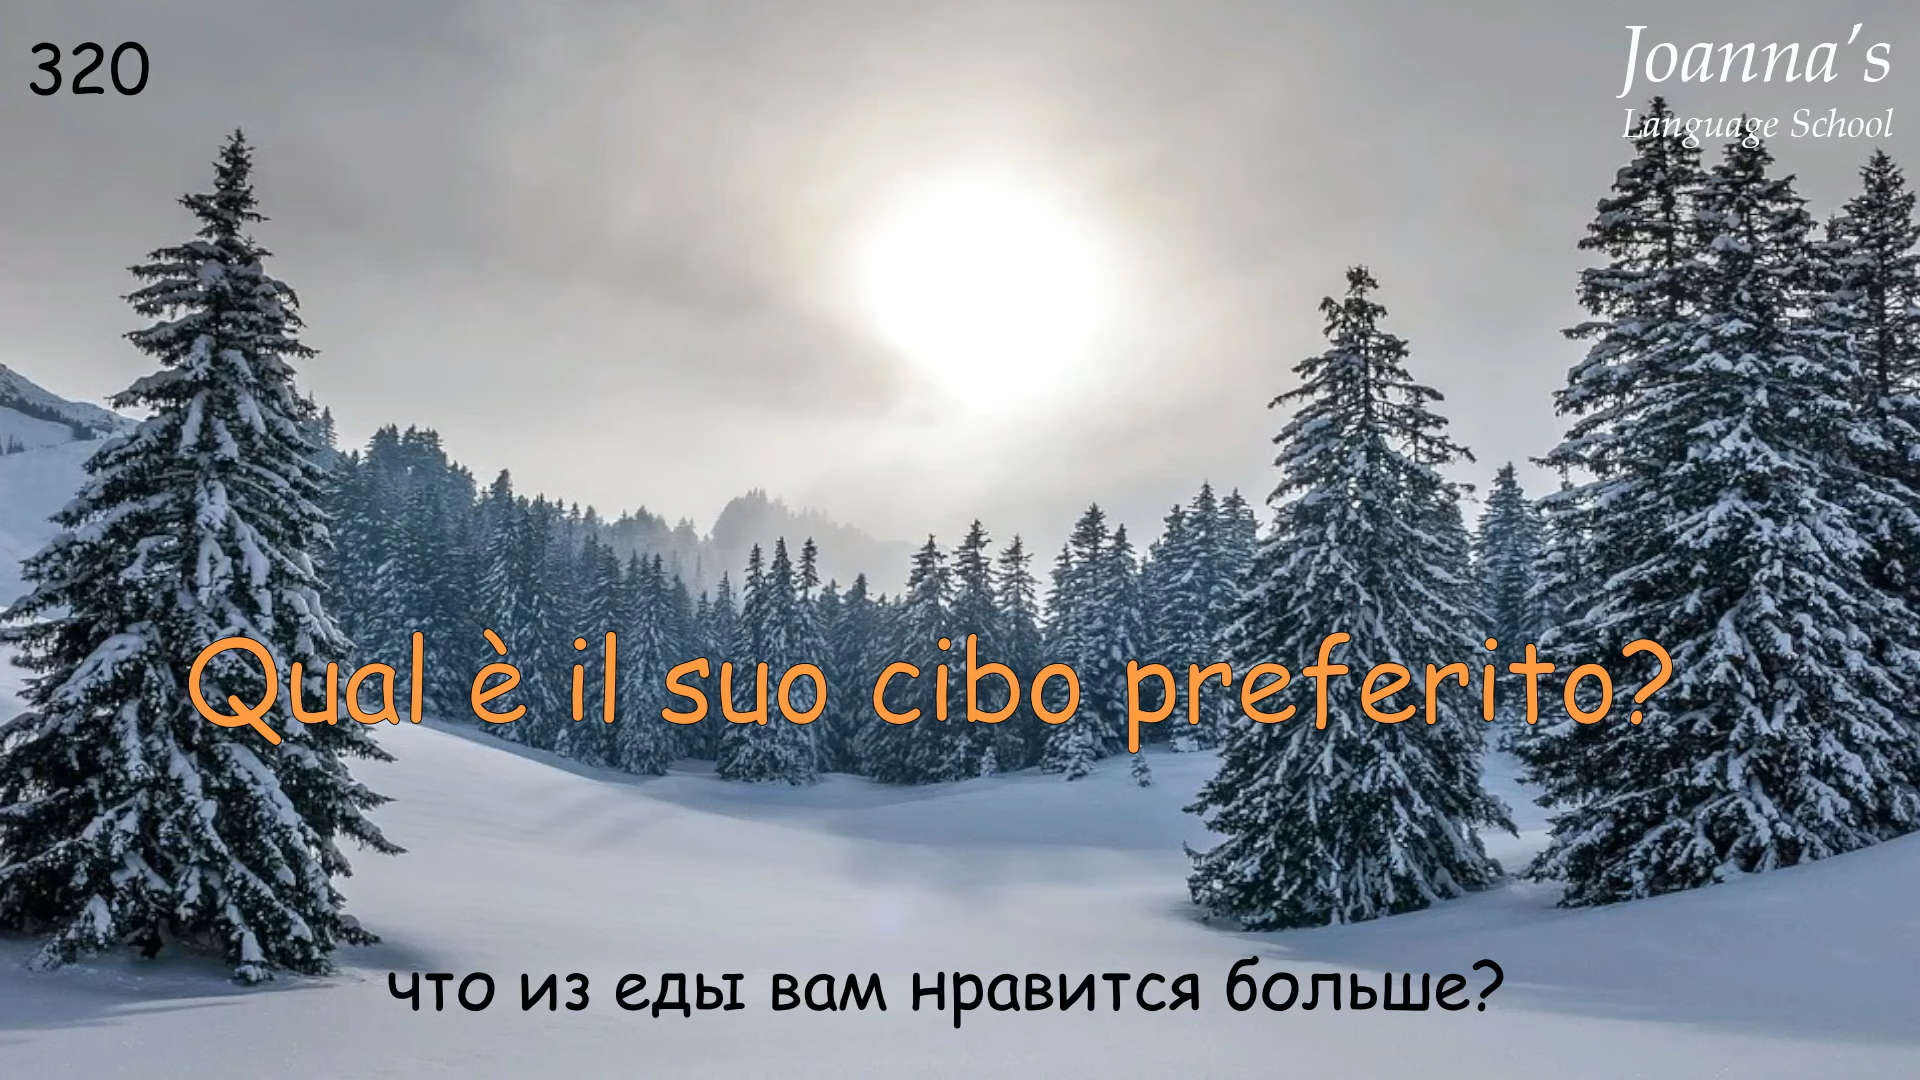 320
Joanna's
Language School
Qual è il suo cibo preferito?
что из еды вам нравится больше?